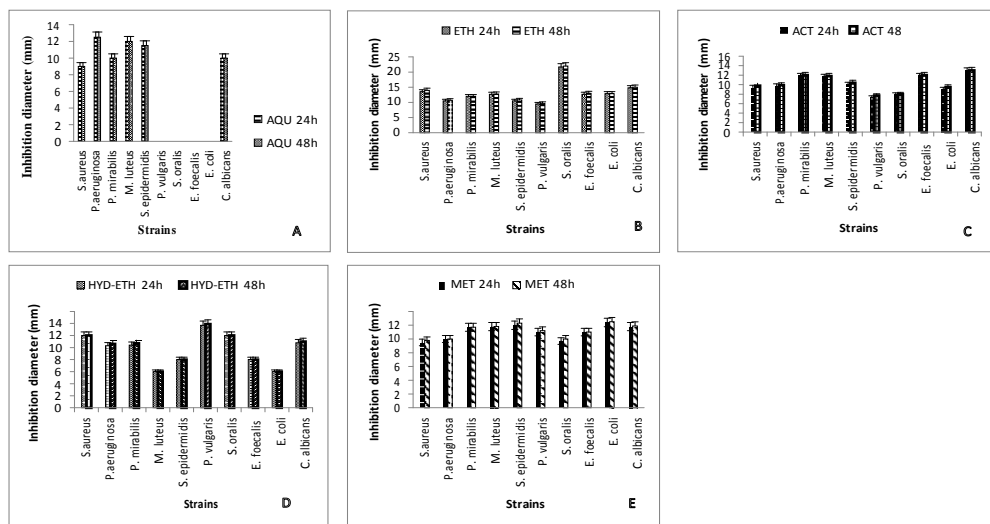 14
12
10
8
6
4
2
0
Inhibition diameter (mm)
AQU 24h
AQU 48h
S.aureus
P.aeruginosa
P. mirabilis
M. luteus
S. epidermidis
P. vulgaris
S. oralis
E. foecalis
E. coli
C. albicans
Strains
A
ETH 24h
ETH 48h
25
20
15
10
5
0
Inhibition diameter (mm)
S.aureus
P.aeruginosa
P. mirabilis
M. luteus
S. epidermidis
P. vulgaris
S. oralis
E. foecalis
E. coli
C. albicans
Strains
B
ACT 24h
ACT 48
16
14
12
10
8
6
4
2
0
Inhibition diameter (mm)
S.aureus
P.aeruginosa
P. mirabilis
M. luteus
S. epidermidis
P. vulgaris
S. oralis
E. foecalis
E. coli
C. albicans
Strains
C
HYD-ETH 24h
HYD-ETH 48h
14
12
10
8
6
4
2
0
Inhibition diameter (mm)
S.aureus
P.aeruginosa
P. mirabilis
M. luteus
S. epidermidis
P. vulgaris
S. oralis
E. foecalis
E. coli
C. albicans
Strains
D
MET 24h
MET 48h
12
10
8
6
4
2
0
Inhibition diameter (mm)
S.aureus
P.aeruginosa
P. mirabilis
M. luteus
S. epidermidis
P. vulgaris
S. oralis
E. foecalis
E. coli
C. albicans
Strains
E